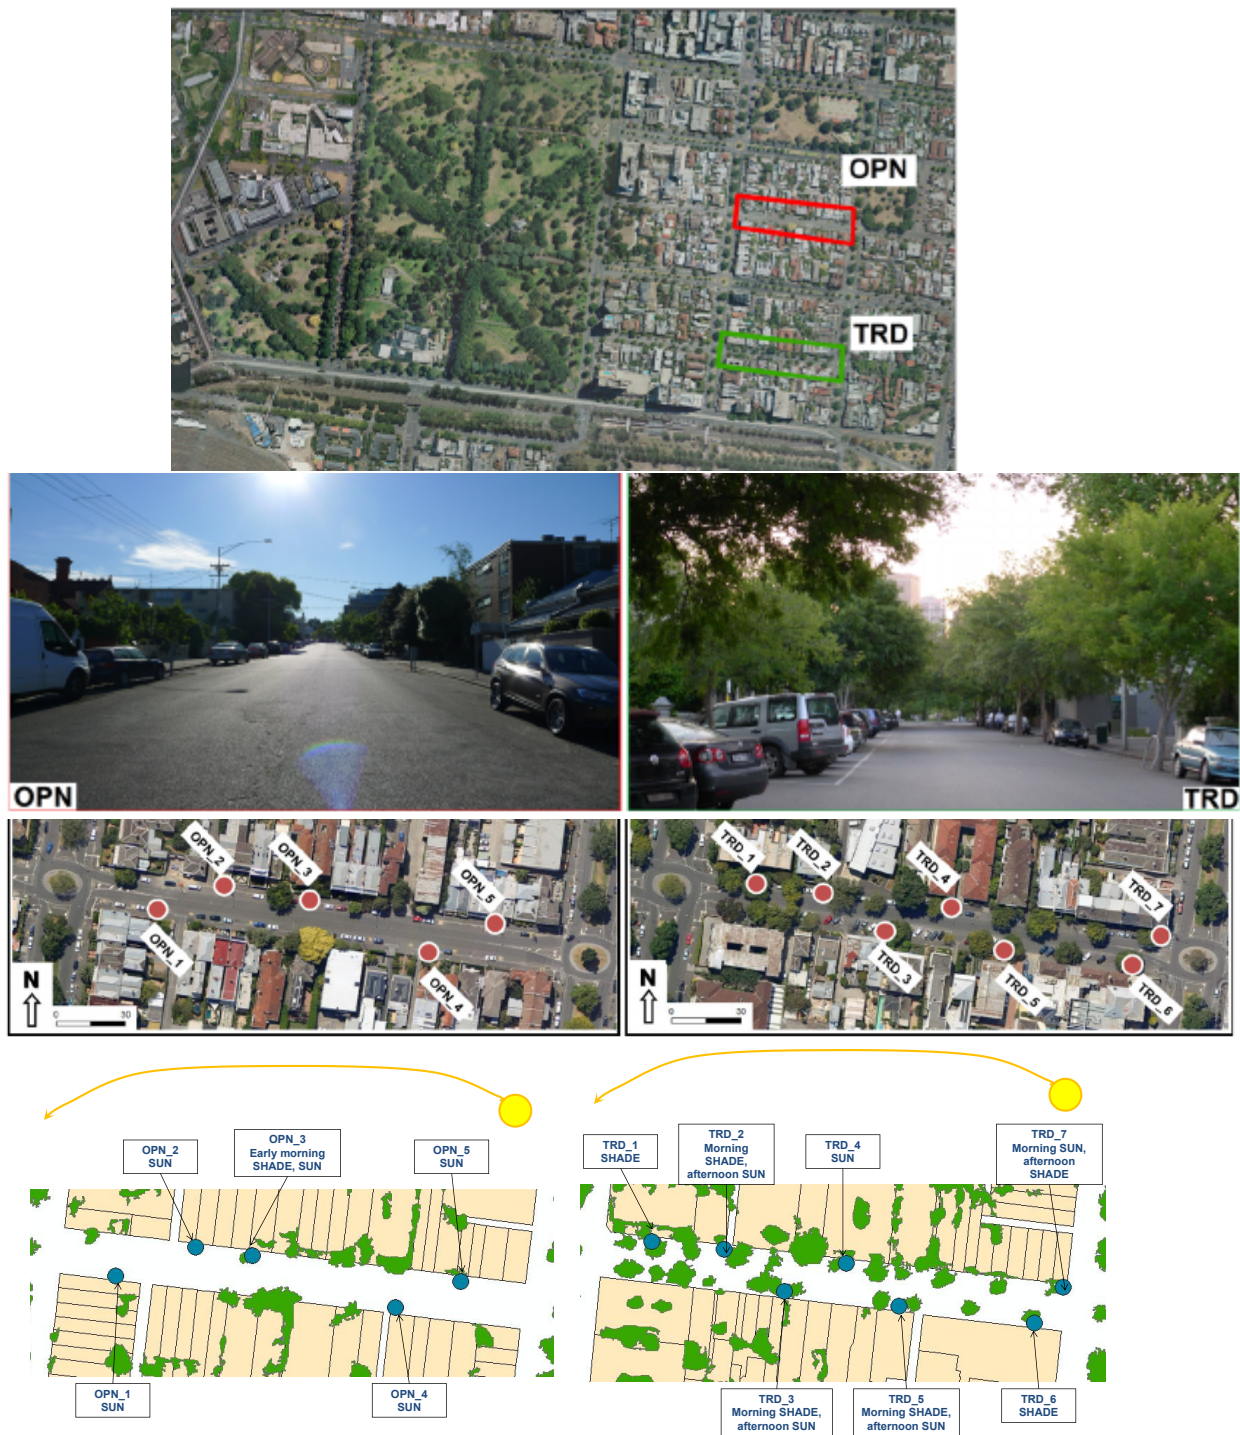 OPN
TRD
OPN
TRD
OPN_2
OPN_3
OPN_5
OPN_1
OPN_4
N
0
30
TRD_1
TRD_2
TRD_4
TRD_7
TRD_3
TRD_5
TRD_6
N
0
30
OPN_2
SUN
OPN_3
Early morning
SHADE, SUN
OPN_5
SUN
OPN_1
SUN
OPN_4
SUN
TRD_1
SHADE
TRD_2
Morning
SHADE,
afternoon SUN
TRD_4
SUN
TRD_7
Morning SUN,
afternoon
SHADE
TRD_3
Morning SHADE,
afternoon SUN
TRD_5
Morning SHADE,
afternoon SUN
TRD_6
SHADE